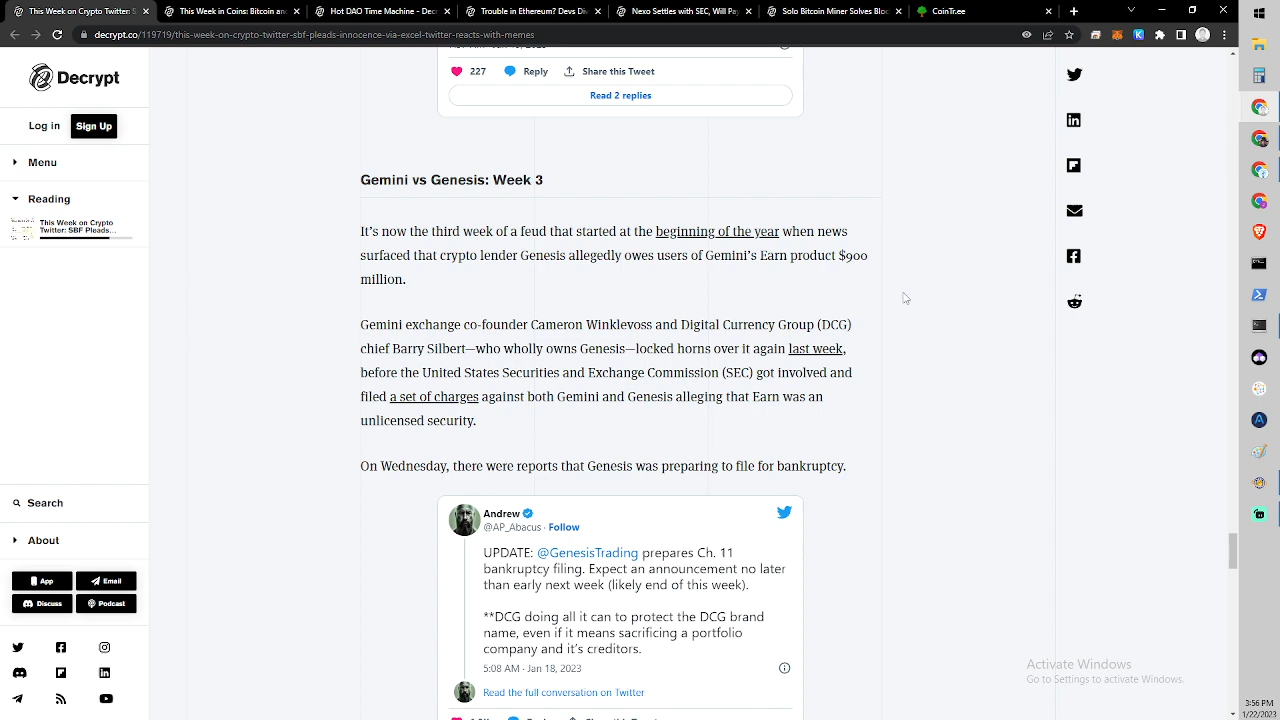 This Week on Crypto Twitter: S
This Week in Coins: Bitcoin an
Hot DAO Time Machine - Decr
Trouble in Ethereum? Devs Div
Nexo Settles with SEC, Will Pay
Solo Bitcoin Miner Solves Bloc
CoinTree
decrypt.co/119719/this-week-on-crypto-twitter-sbf-pleads-innocence-via-excel-twitter-reacts-with-memes
Decrypt
Log in
Sign Up
Menu
Reading
This Week on Crypto
Twitter: SBF Pleads...
Search
About
App
Email
Discuss
Podcast
227
Reply
Share this Tweet
Read 2 replies
Gemini vs Genesis: Week 3
It’s now the third week of a feud that started at the beginning of the year when news
surfaced that crypto lender Genesis allegedly owes users of Gemini’s Earn product $900
million.
Gemini exchange co-founder Cameron Winklevoss and Digital Currency Group (DCG)
chief Barry Silbert—who wholly owns Genesis—locked horns over it again last week,
before the United States Securities and Exchange Commission (SEC) got involved and
filed a set of charges against both Gemini and Genesis alleging that Earn was an
unlicensed security.
On Wednesday, there were reports that Genesis was preparing to file for bankruptcy.
Andrew
@AP_Abacus · Follow
UPDATE: @GenesisTrading prepares Ch. 11
bankruptcy filing. Expect an announcement no later
than early next week (likely end of this week).
**DCG doing all it can to protect the DCG brand
name, even if it means sacrificing a portfolio
company and it's creditors.
5:08 AM · Jan 18, 2023
Read the full conversation on Twitter
Activate Windows
Go to Settings to activate Windows.
3:56 PM
1/22/2023